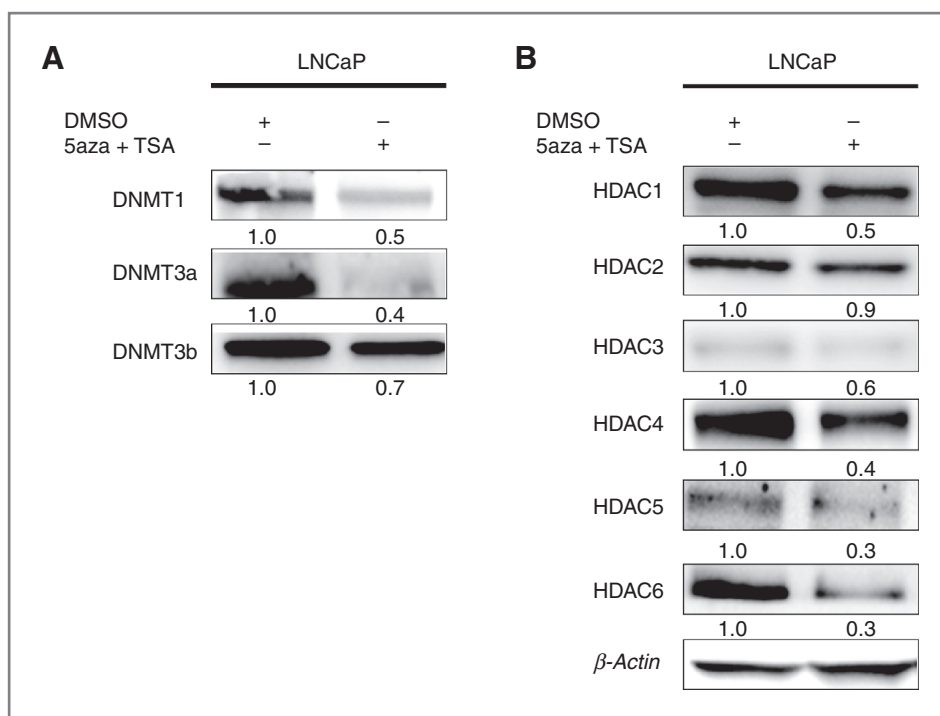 A
LNCaP
DMSO + –
5aza + TSA – +
DNMT1
1.0 0.5
DNMT3a
1.0 0.4
DNMT3b
1.0 0.7
B
LNCaP
DMSO + –
5aza + TSA – +
HDAC1
1.0 0.5
HDAC2
1.0 0.9
HDAC3
1.0 0.6
HDAC4
1.0 0.4
HDAC5
1.0 0.3
HDAC6
1.0 0.3
β-Actin